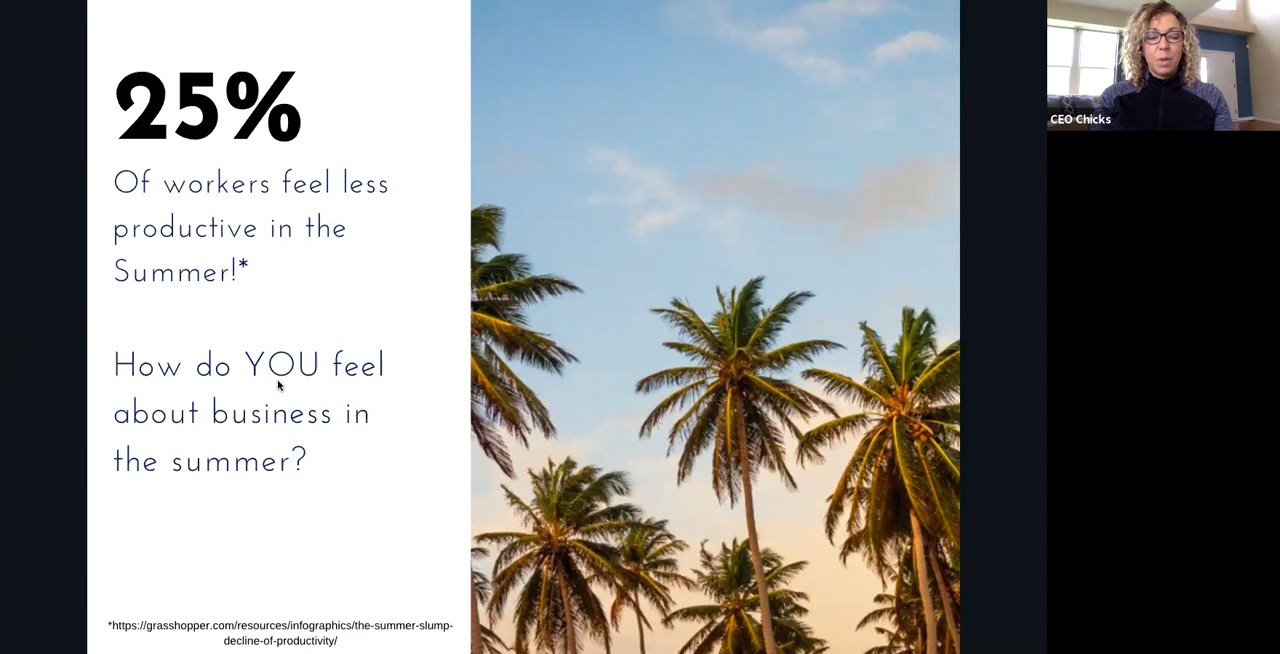 25%
Of workers feel less
productive in the
Summer!*
How do YOU feel
about business in
the summer?
*https://grasshopper.com/resources/infographics/the-summer-slump-
decline-of-productivity/
CEO Chicks